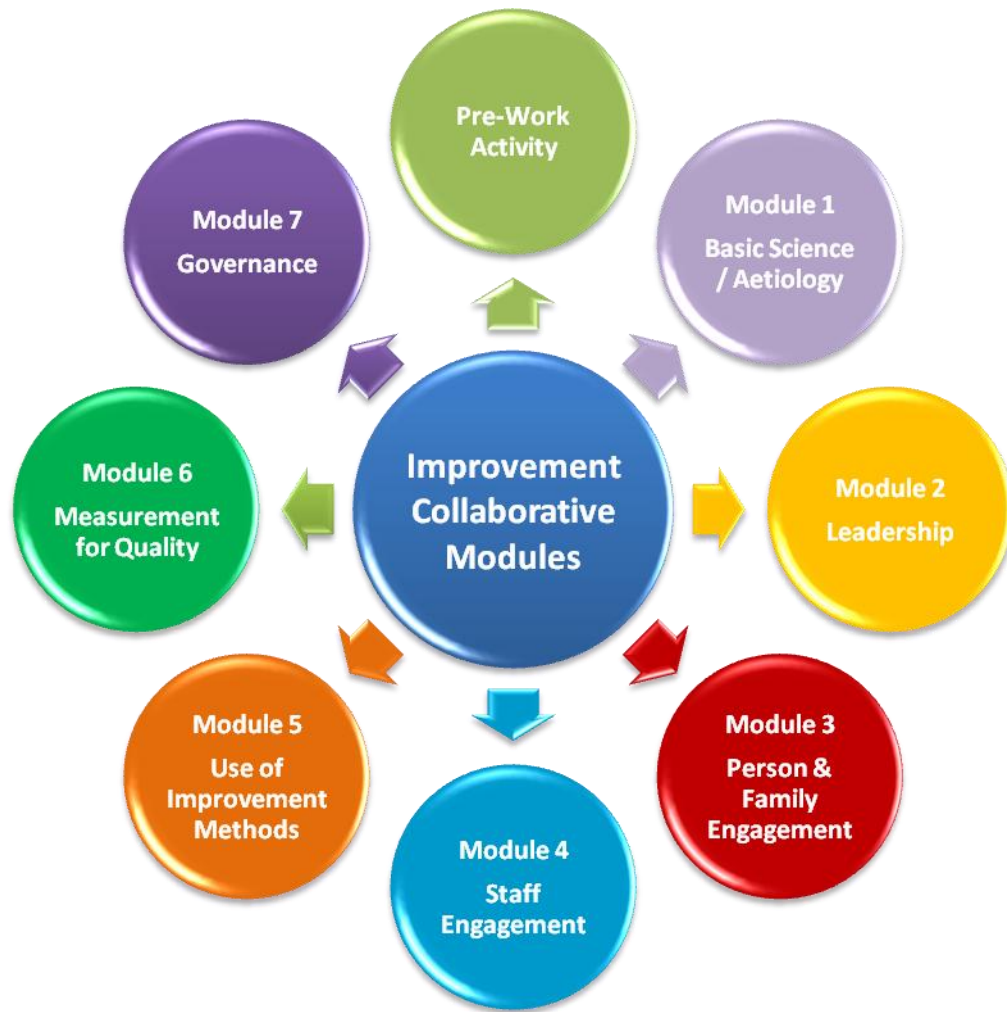 Pre-Work
Activity
Module 1
Basic Science
/ Aetiology
Module 2
Leadership
Module 3
Person &
Family
Engagement
Module 4
Staff
Engagement
Module 5
Use of
Improvement
Methods
Module 6
Measurement
for Quality
Module 7
Governance
Improvement
Collaborative
Modules